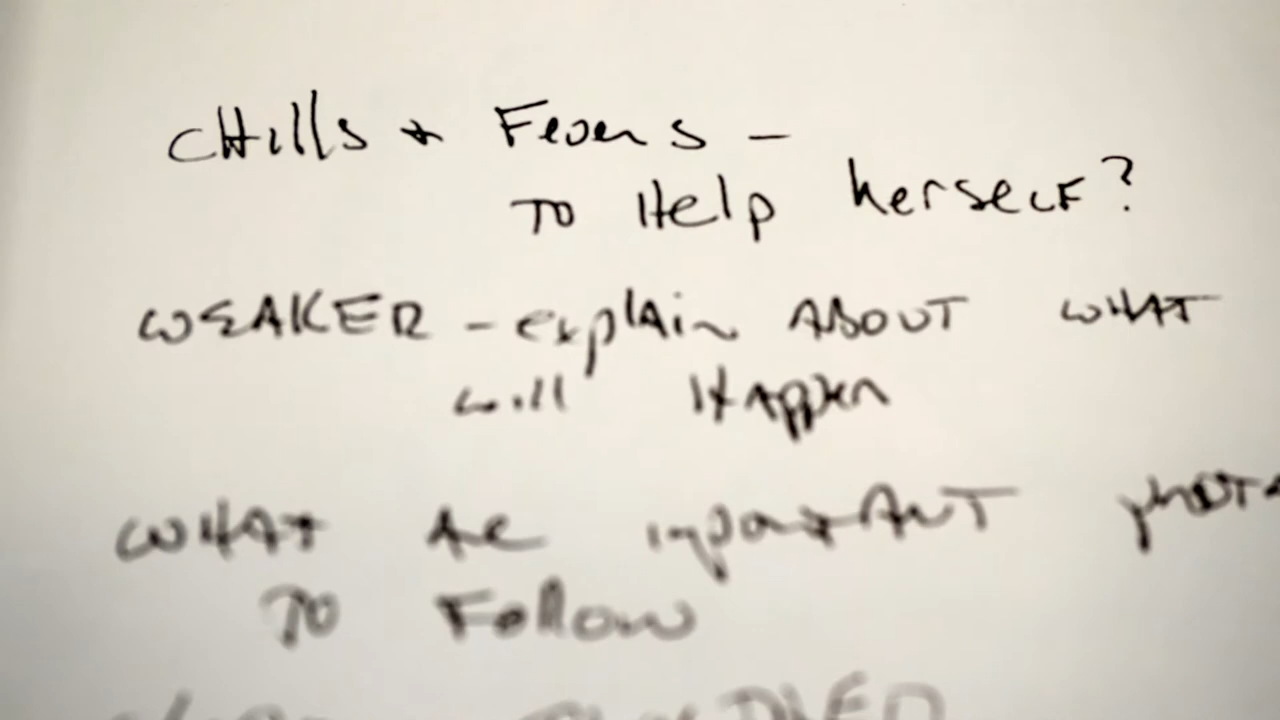 CHills + Fevers -
TO Help herself?
WEAKER - explain ABOUT WHAT
will HAppen
WHAT Are important
TO Follow